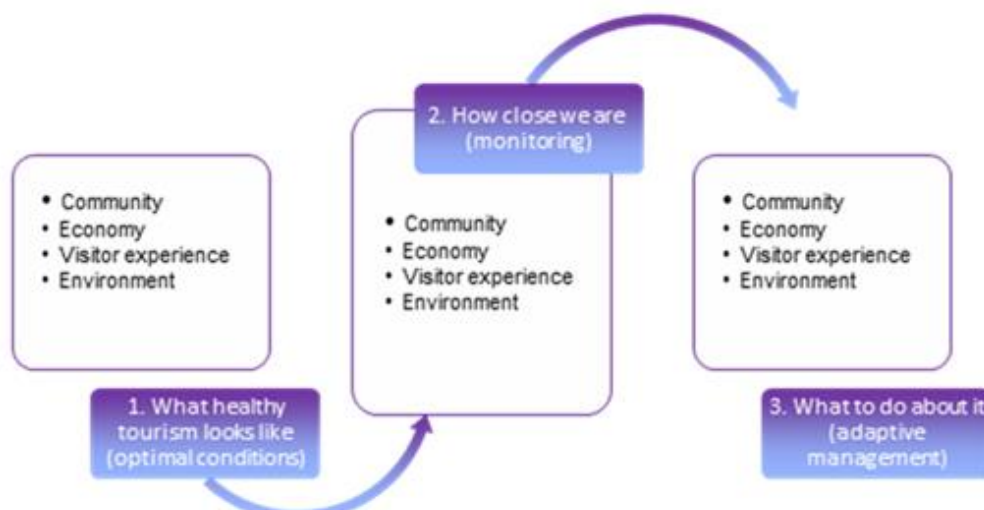 • Community
• Economy
• Visitor experience
• Environment
1. What healthy
tourism looks like
(optimal conditions)
2. How close we are
(monitoring)
• Community
• Economy
• Visitor experience
• Environment
• Community
• Economy
• Visitor experience
• Environment
3. What to do about it
(adaptive
management)